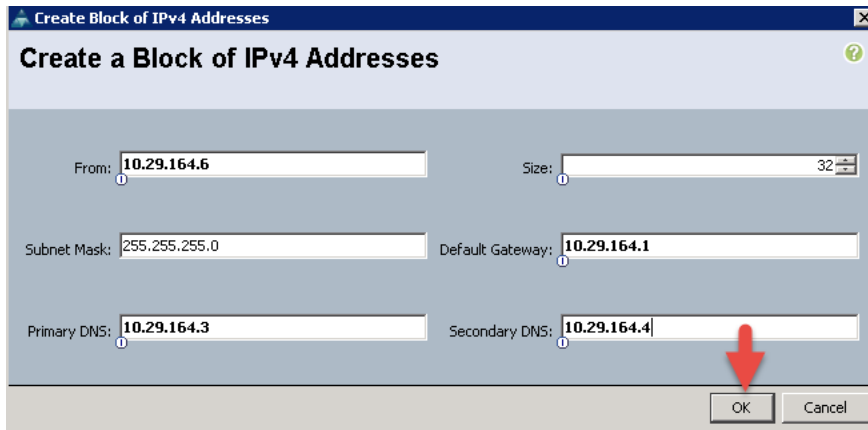 Create Block of IPv4 Addresses
Create a Block of IPv4 Addresses
From: 10.29.164.6 Size: 32
Subnet Mask: 255.255.255.0 Default Gateway: 10.29.164.1
Primary DNS: 10.29.164.3 Secondary DNS: 10.29.164.4
OK Cancel